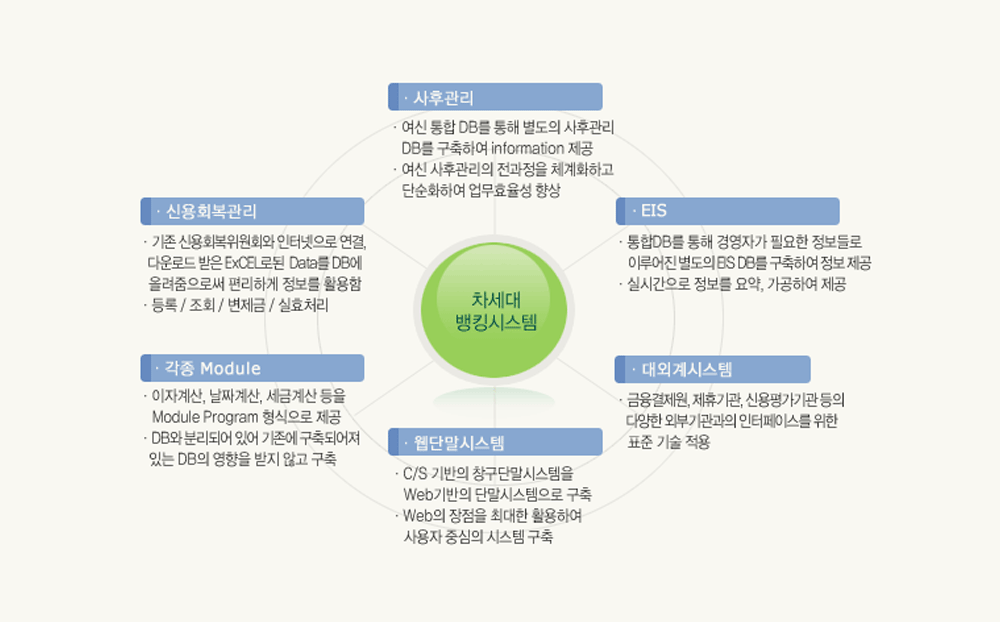 · 사후관리
· 여신 통합 DB를 통해 별도의 사후관리
DB를 구축하여 information 제공
· 여신 사후관리의 전과정을 체계화하고
단순화하여 업무효율성 향상
· 신용회복관리
· 기존 신용회복위원회와 인터넷으로 연결,
다운로드 받은 ExCEL로된 Data를 DB에
올려줌으로써 편리하게 정보를 활용함
· 등록 / 조회 / 변제금 / 실효처리
· EIS
· 통합DB를 통해 경영자가 필요한 정보들로
이루어진 별도의 EIS DB를 구축하여 정보 제공
· 실시간으로 정보를 요약, 가공하여 제공
차세대
뱅킹시스템
· 각종 Module
· 이자계산, 날짜계산, 세금계산 등을
Module Program 형식으로 제공
· DB와 분리되어 있어 기존에 구축되어져
있는 DB의 영향을 받지 않고 구축
· 대외계시스템
· 금융결제원, 제휴기관, 신용평가기관 등의
다양한 외부기관과의 인터페이스를 위한
표준 기술 적용
· 웹단말시스템
· C/S 기반의 창구단말시스템을
Web기반의 단말시스템으로 구축
· Web의 장점을 최대한 활용하여
사용자 중심의 시스템 구축